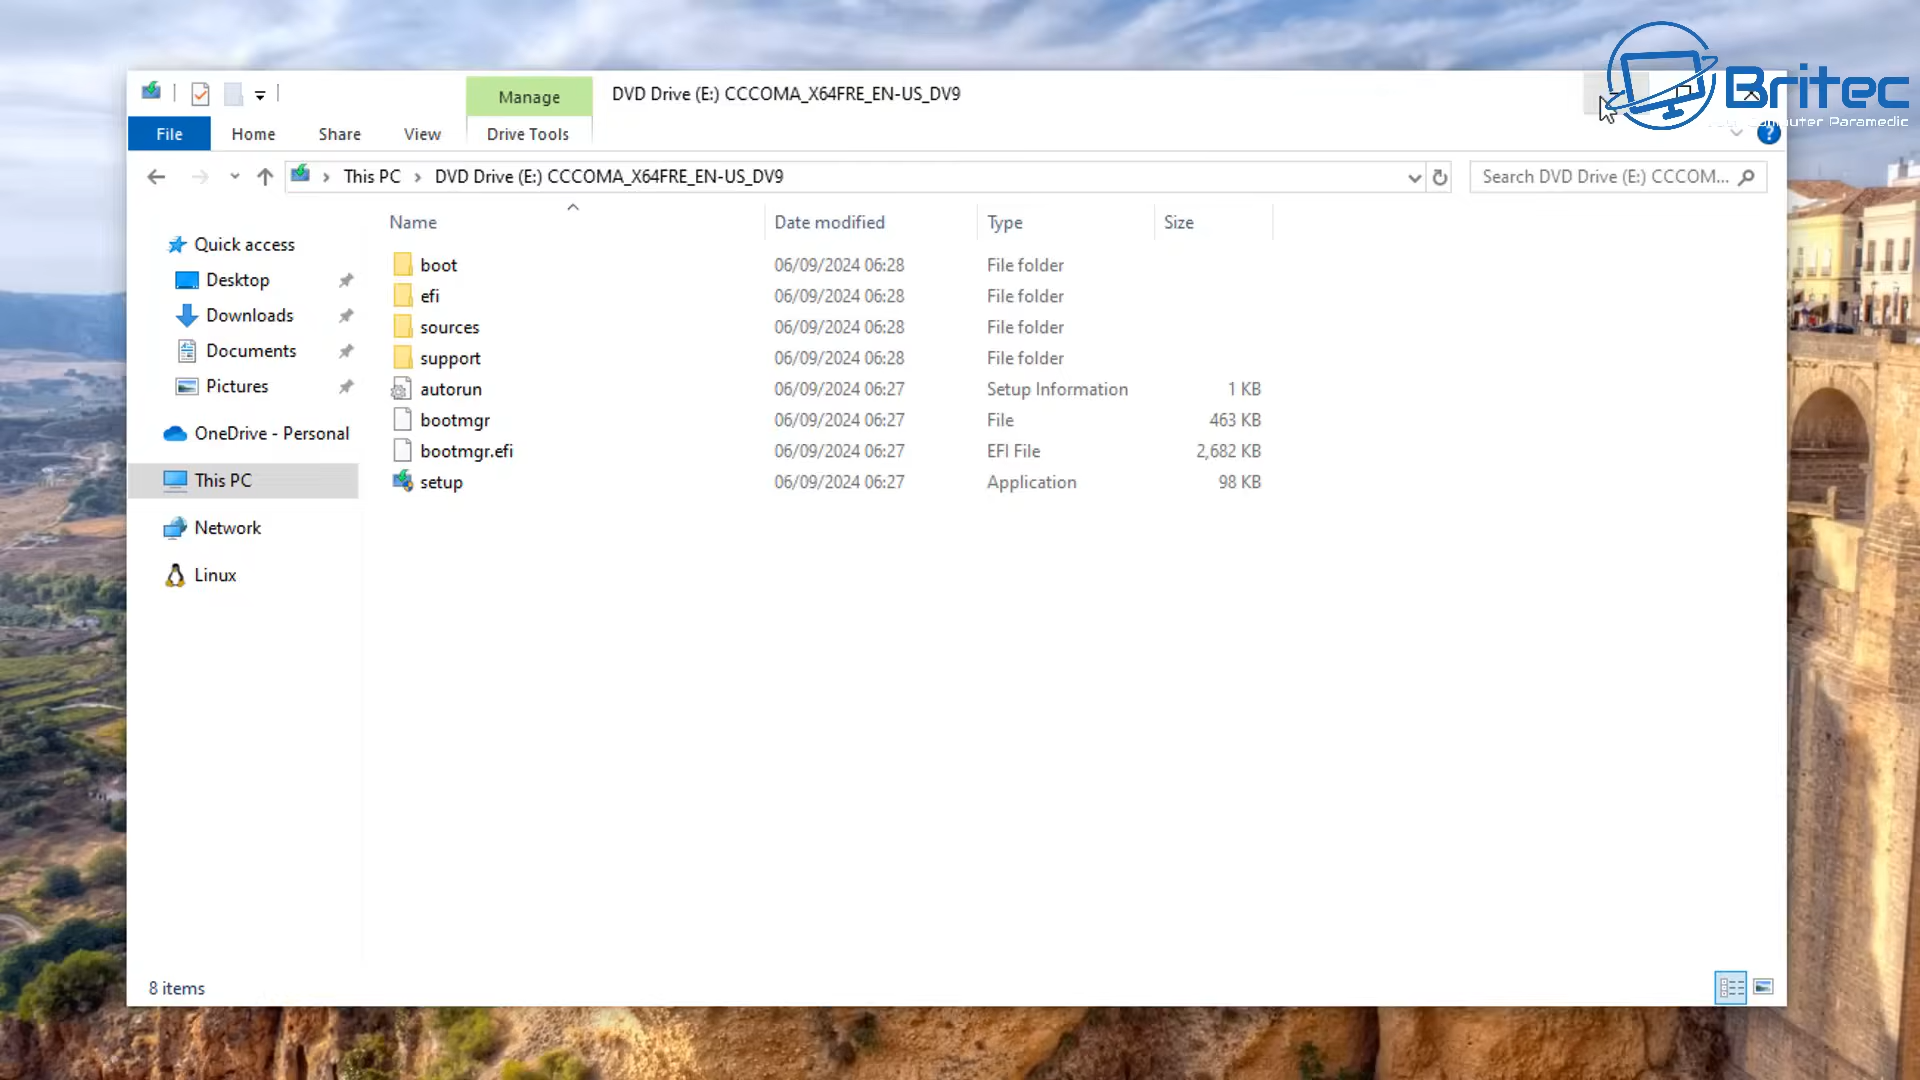 Manage
DVD Drive (E:) CCCOMA_X64FRE_EN-US_DV9
Britec
Computer Paramedic
File
Home
Share
View
Drive Tools
?
This PC
DVD Drive (E:) CCCOMA_X64FRE_EN-US_DV9
Search DVD Drive (E:) CCCOM...
Name
Date modified
Type
Size
Quick access
Desktop
Downloads
Documents
Pictures
OneDrive - Personal
This PC
Network
Linux
boot 06/09/2024 06:28 File folder
efi 06/09/2024 06:28 File folder
sources 06/09/2024 06:28 File folder
support 06/09/2024 06:28 File folder
autorun 06/09/2024 06:27 Setup Information 1 KB
bootmgr 06/09/2024 06:27 File 463 KB
bootmgr.efi 06/09/2024 06:27 EFI File 2,682 KB
setup 06/09/2024 06:27 Application 98 KB
8 items